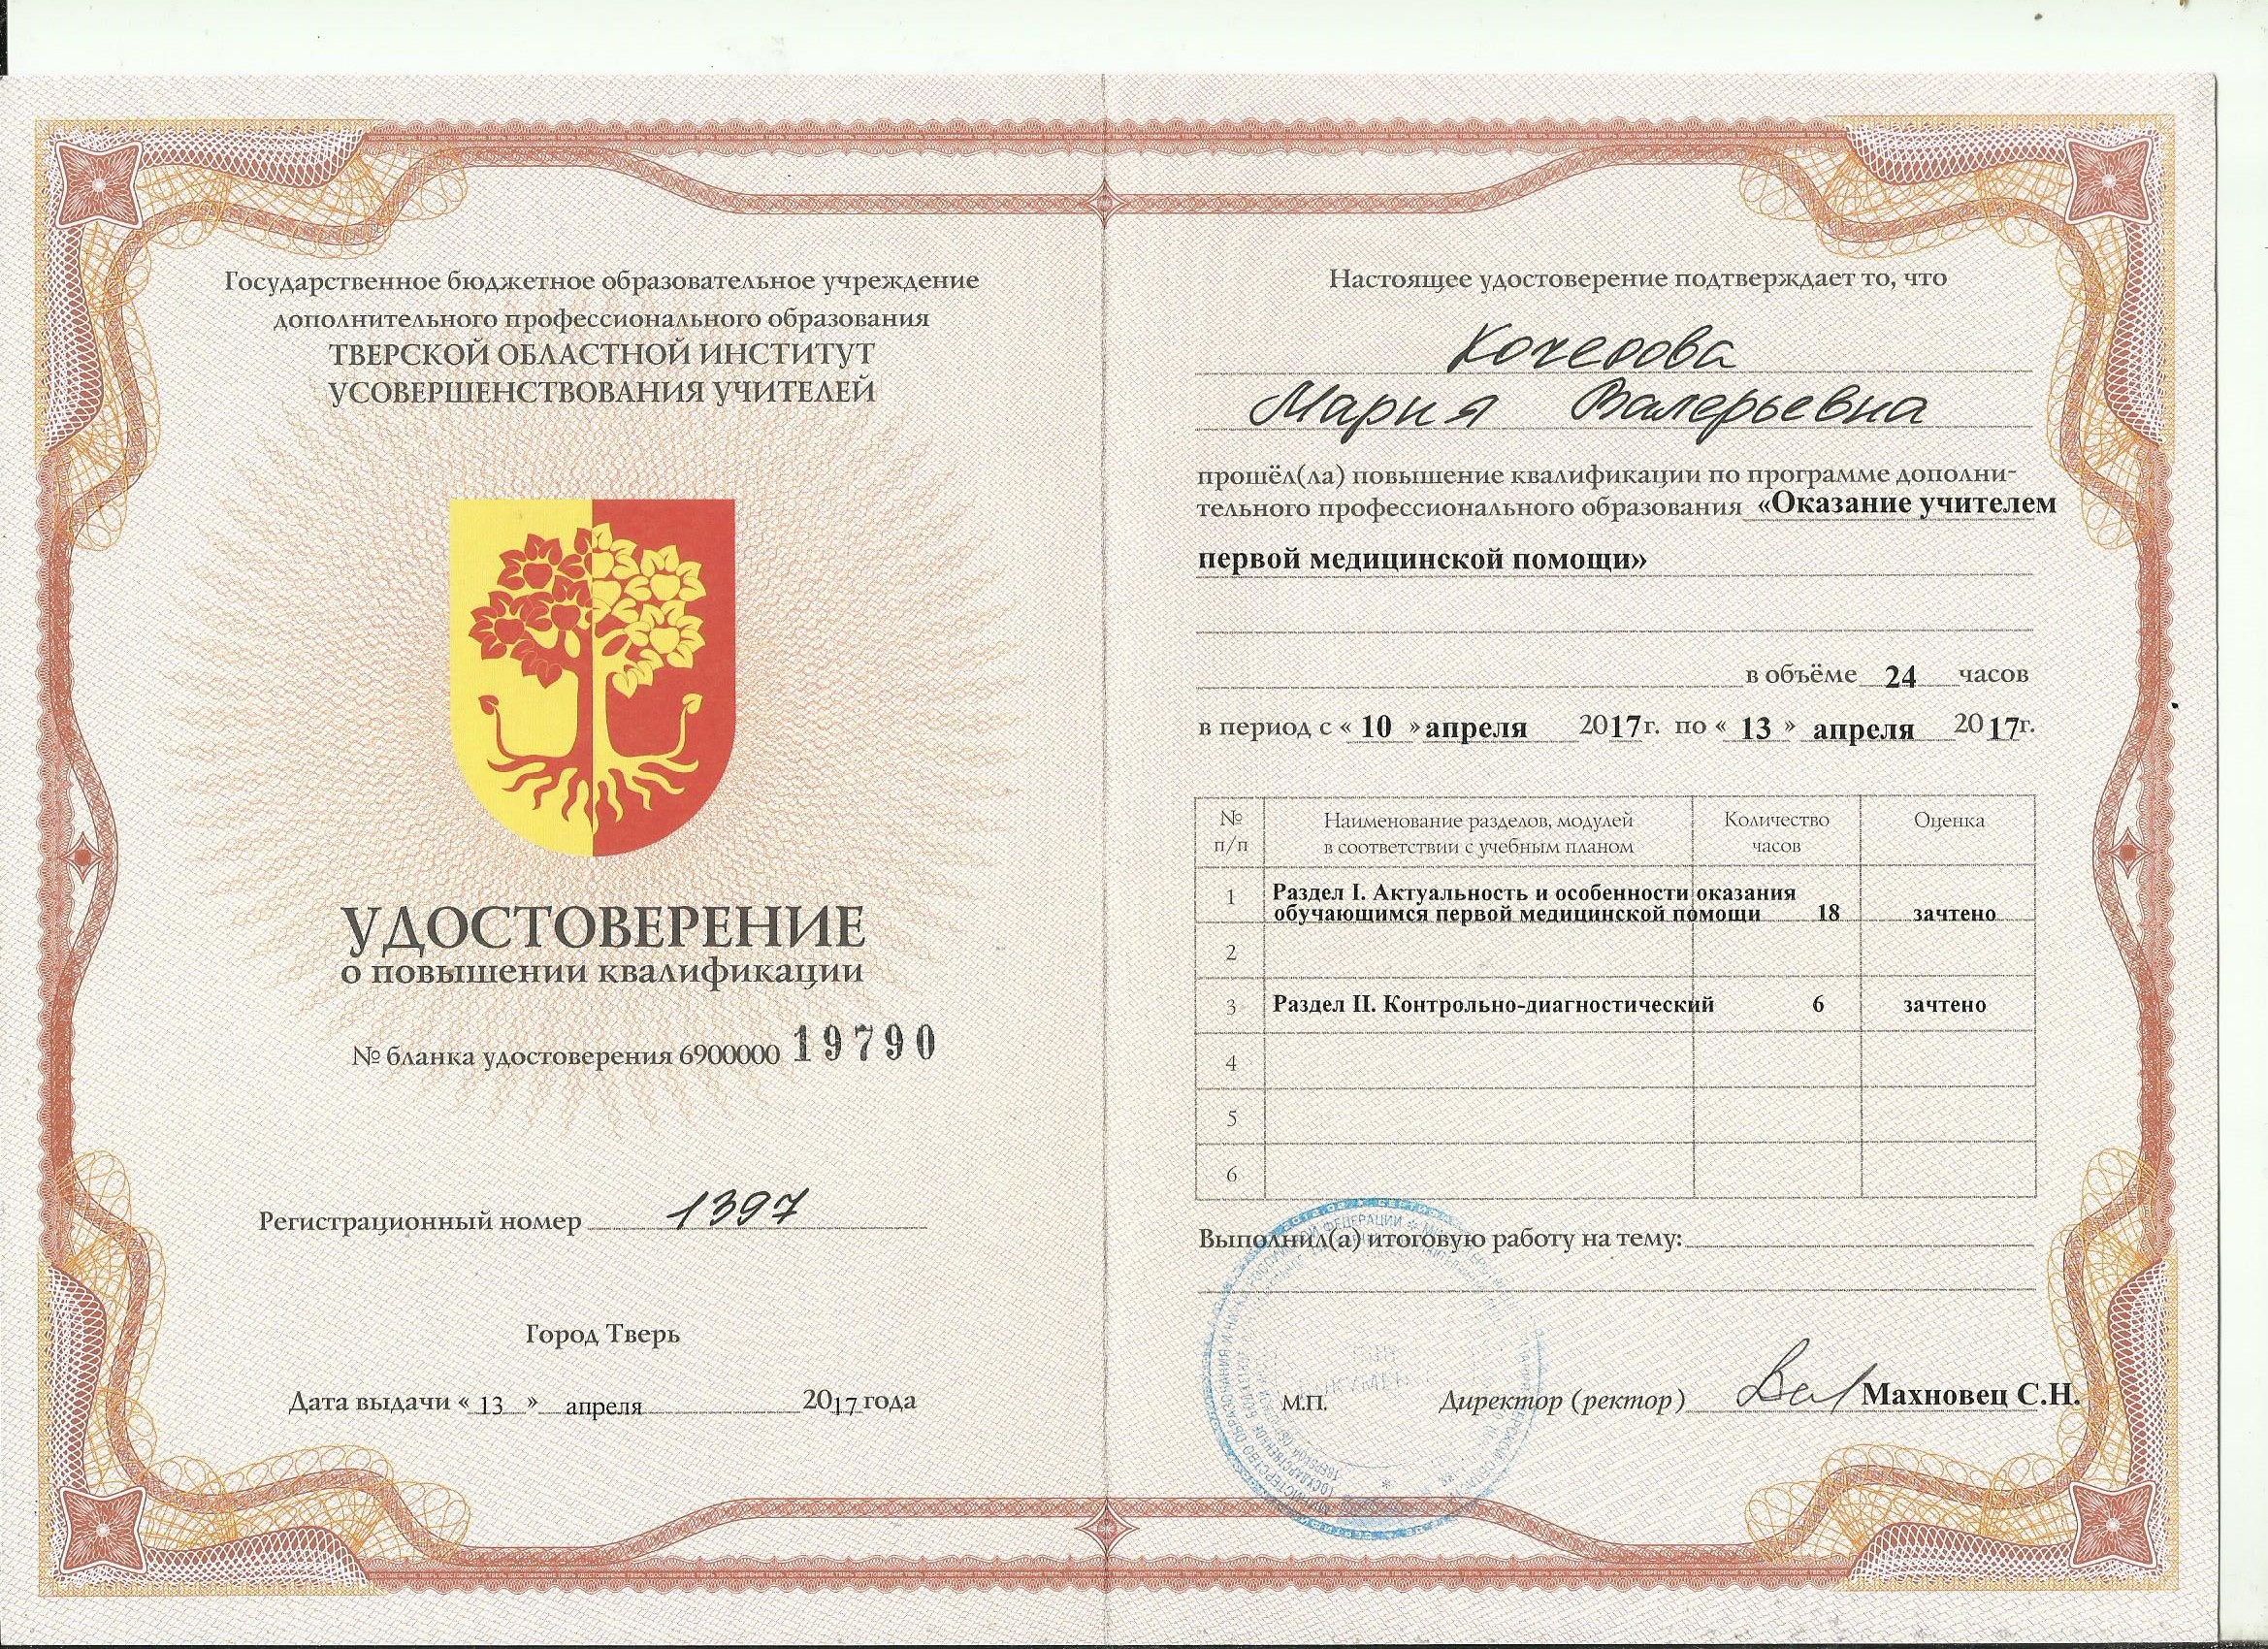 Государственное бюджетное образовательное учреждение
дополнительного профессионального образования
ТВЕРСКОЙ ОБЛАСТНОЙ ИНСТИТУТ
УСОВЕРШЕНСТВОВАНИЯ УЧИТЕЛЕЙ
УДОСТОВЕРЕНИЕ
о повышении квалификации
№ бланка удостоверения 6900000 19790
Регистрационный номер 1397
Город Тверь
Дата выдачи « 13 » апреля 2017 года
Настоящее удостоверение подтверждает то, что
Кочерова
Мария Валерьевна
прошёл(ла) повышение квалификации по программе дополни-
тельного профессионального образования «Оказание учителем
первой медицинской помощи»
в объёме 24 часов
в период с « 10 » апреля 2017г. по « 13 » апреля 2017г.
№ п/п Наименование разделов, модулей в соответствии с учебным планом Количество часов Оценка
1 Раздел I. Актуальность и особенности оказания
обучающимся первой медицинской помощи 18 зачтено
2
3 Раздел II. Контрольно-диагностический 6 зачтено
4
5
6
Выполнил(а) итоговую работу на тему:
М.П. Директор (ректор) Махновец С.Н.